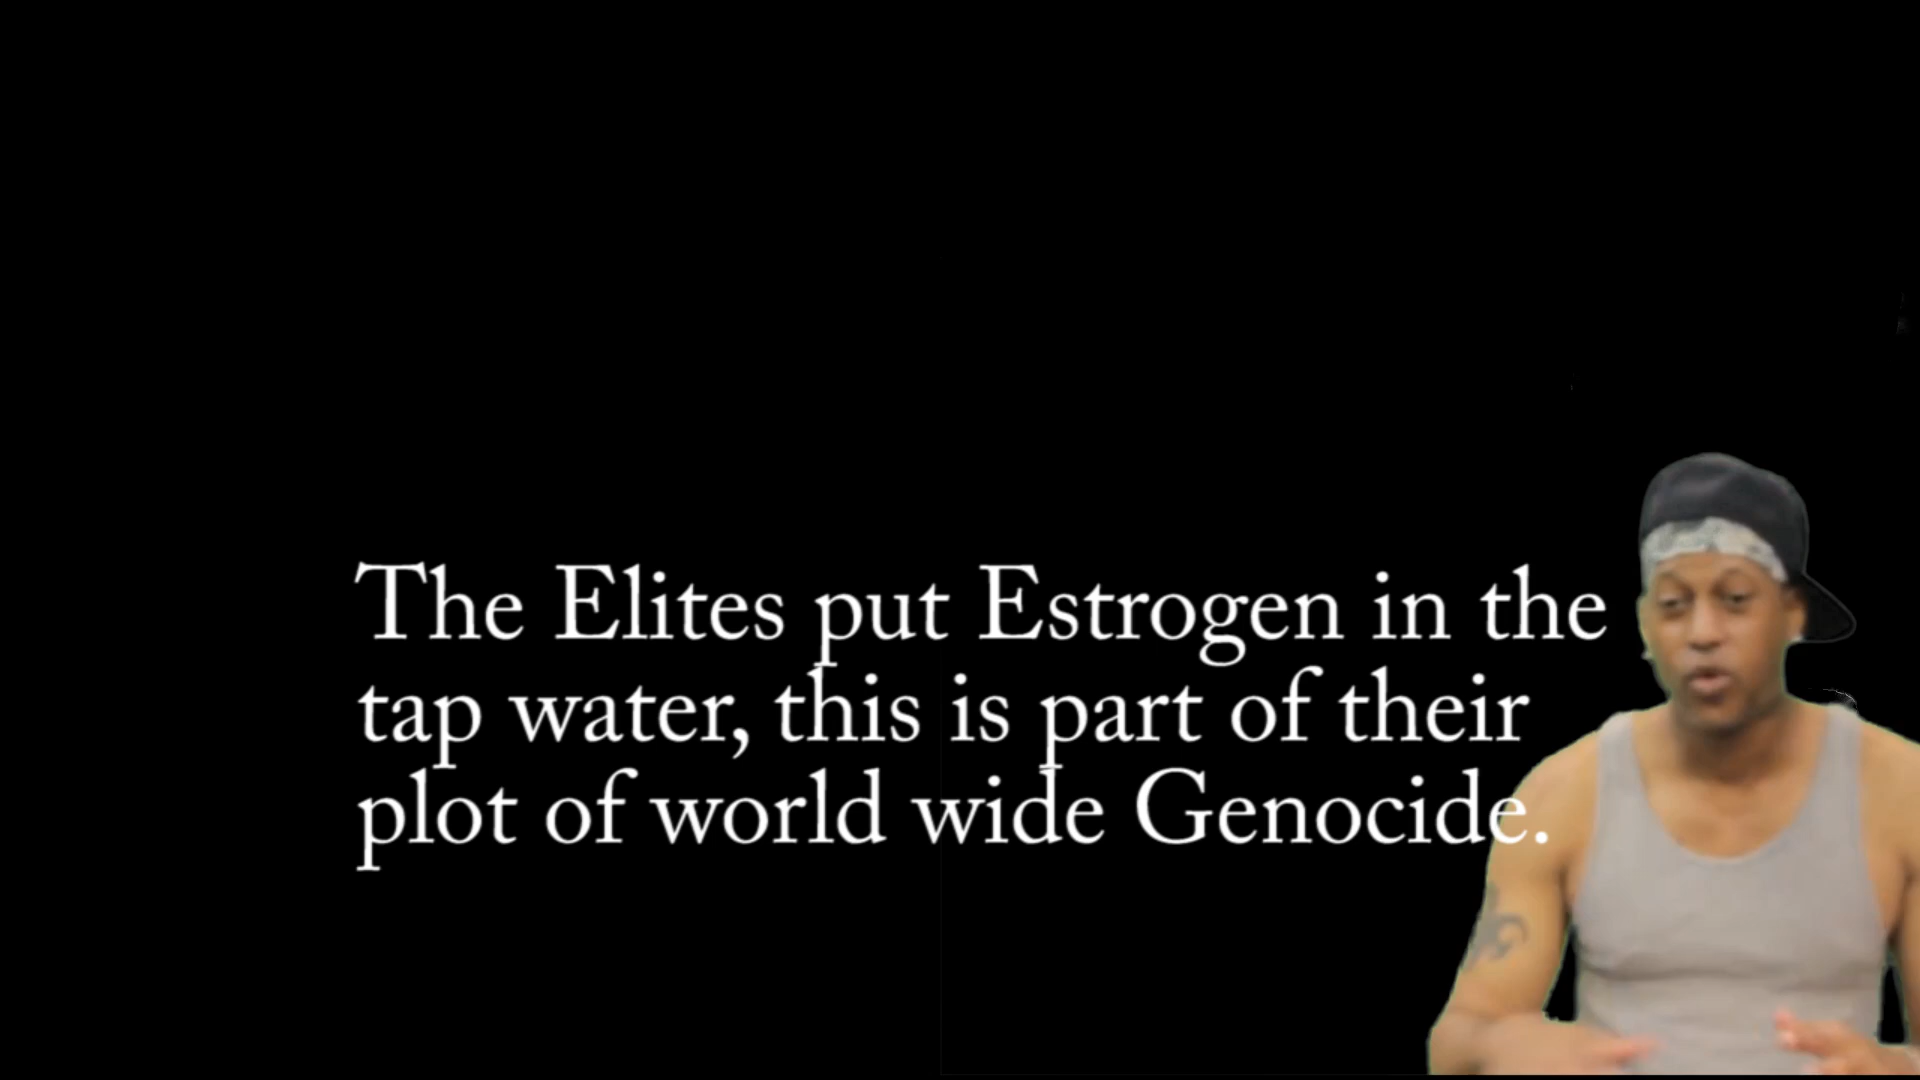 The Elites put Estrogen in the
tap water, this is part of their
plot of world wide Genocide.